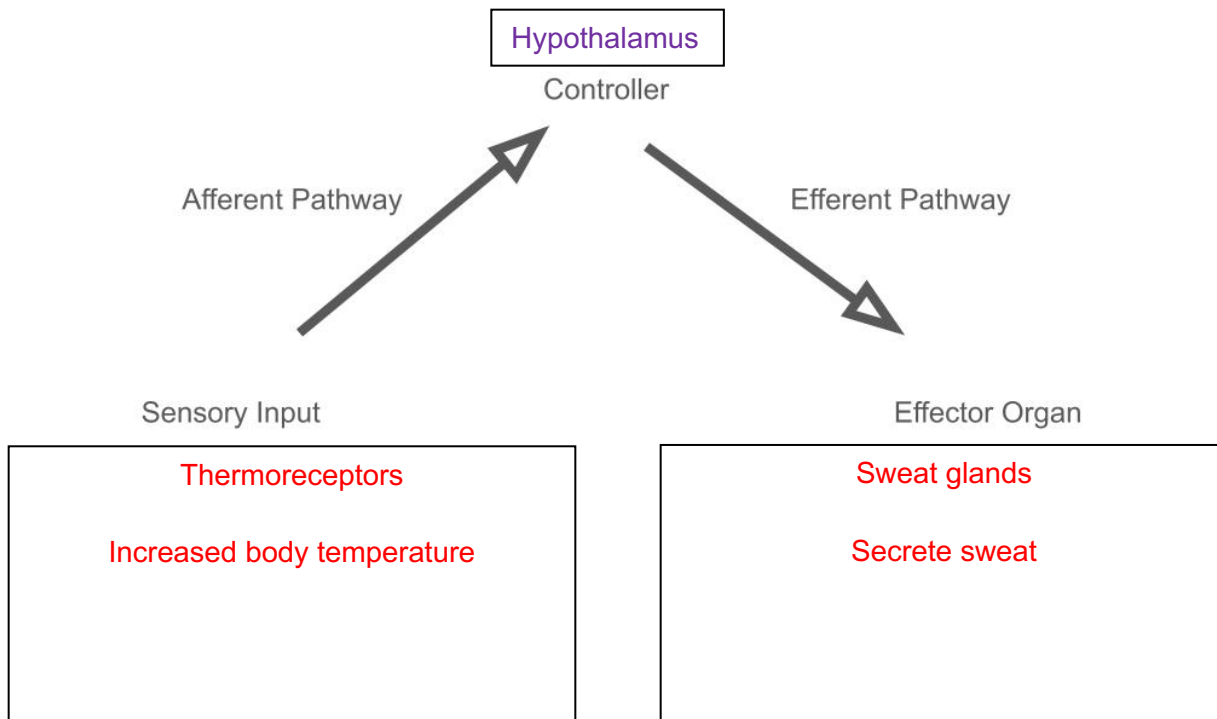 Hypothalamus
Controller
Afferent Pathway
Efferent Pathway
Sensory Input
Effector Organ
Thermoreceptors
Sweat glands
Increased body temperature
Secrete sweat